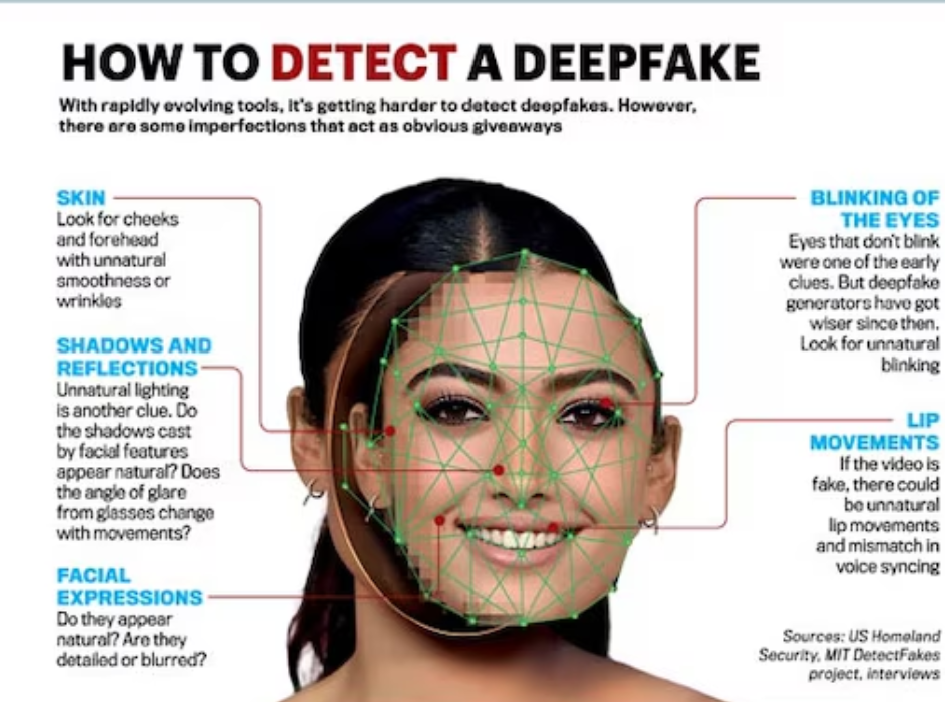 HOW TO DETECT A DEEPFAKE
With rapidly evolving tools, it's getting harder to detect deepfakes. However,
there are some imperfections that act as obvious giveaways
SKIN
Look for cheeks
and forehead
with unnatural
smoothness or
wrinkles
SHADOWS AND
REFLECTIONS
Unnatural lighting
is another clue. Do
the shadows cast
by facial features
appear natural? Does
the angle of glare
from glasses change
with movements?
FACIAL
EXPRESSIONS
Do they appear
natural? Are they
detailed or blurred?
BLINKING OF
THE EYES
Eyes that don't blink
were one of the early
clues. But deepfake
generators have got
wiser since then.
Look for unnatural
blinking
LIP
MOVEMENTS
If the video is
fake, there could
be unnatural
lip movements
and mismatch in
voice syncing
Sources: US Homeland
Security, MIT DetectFakes
project, interviews